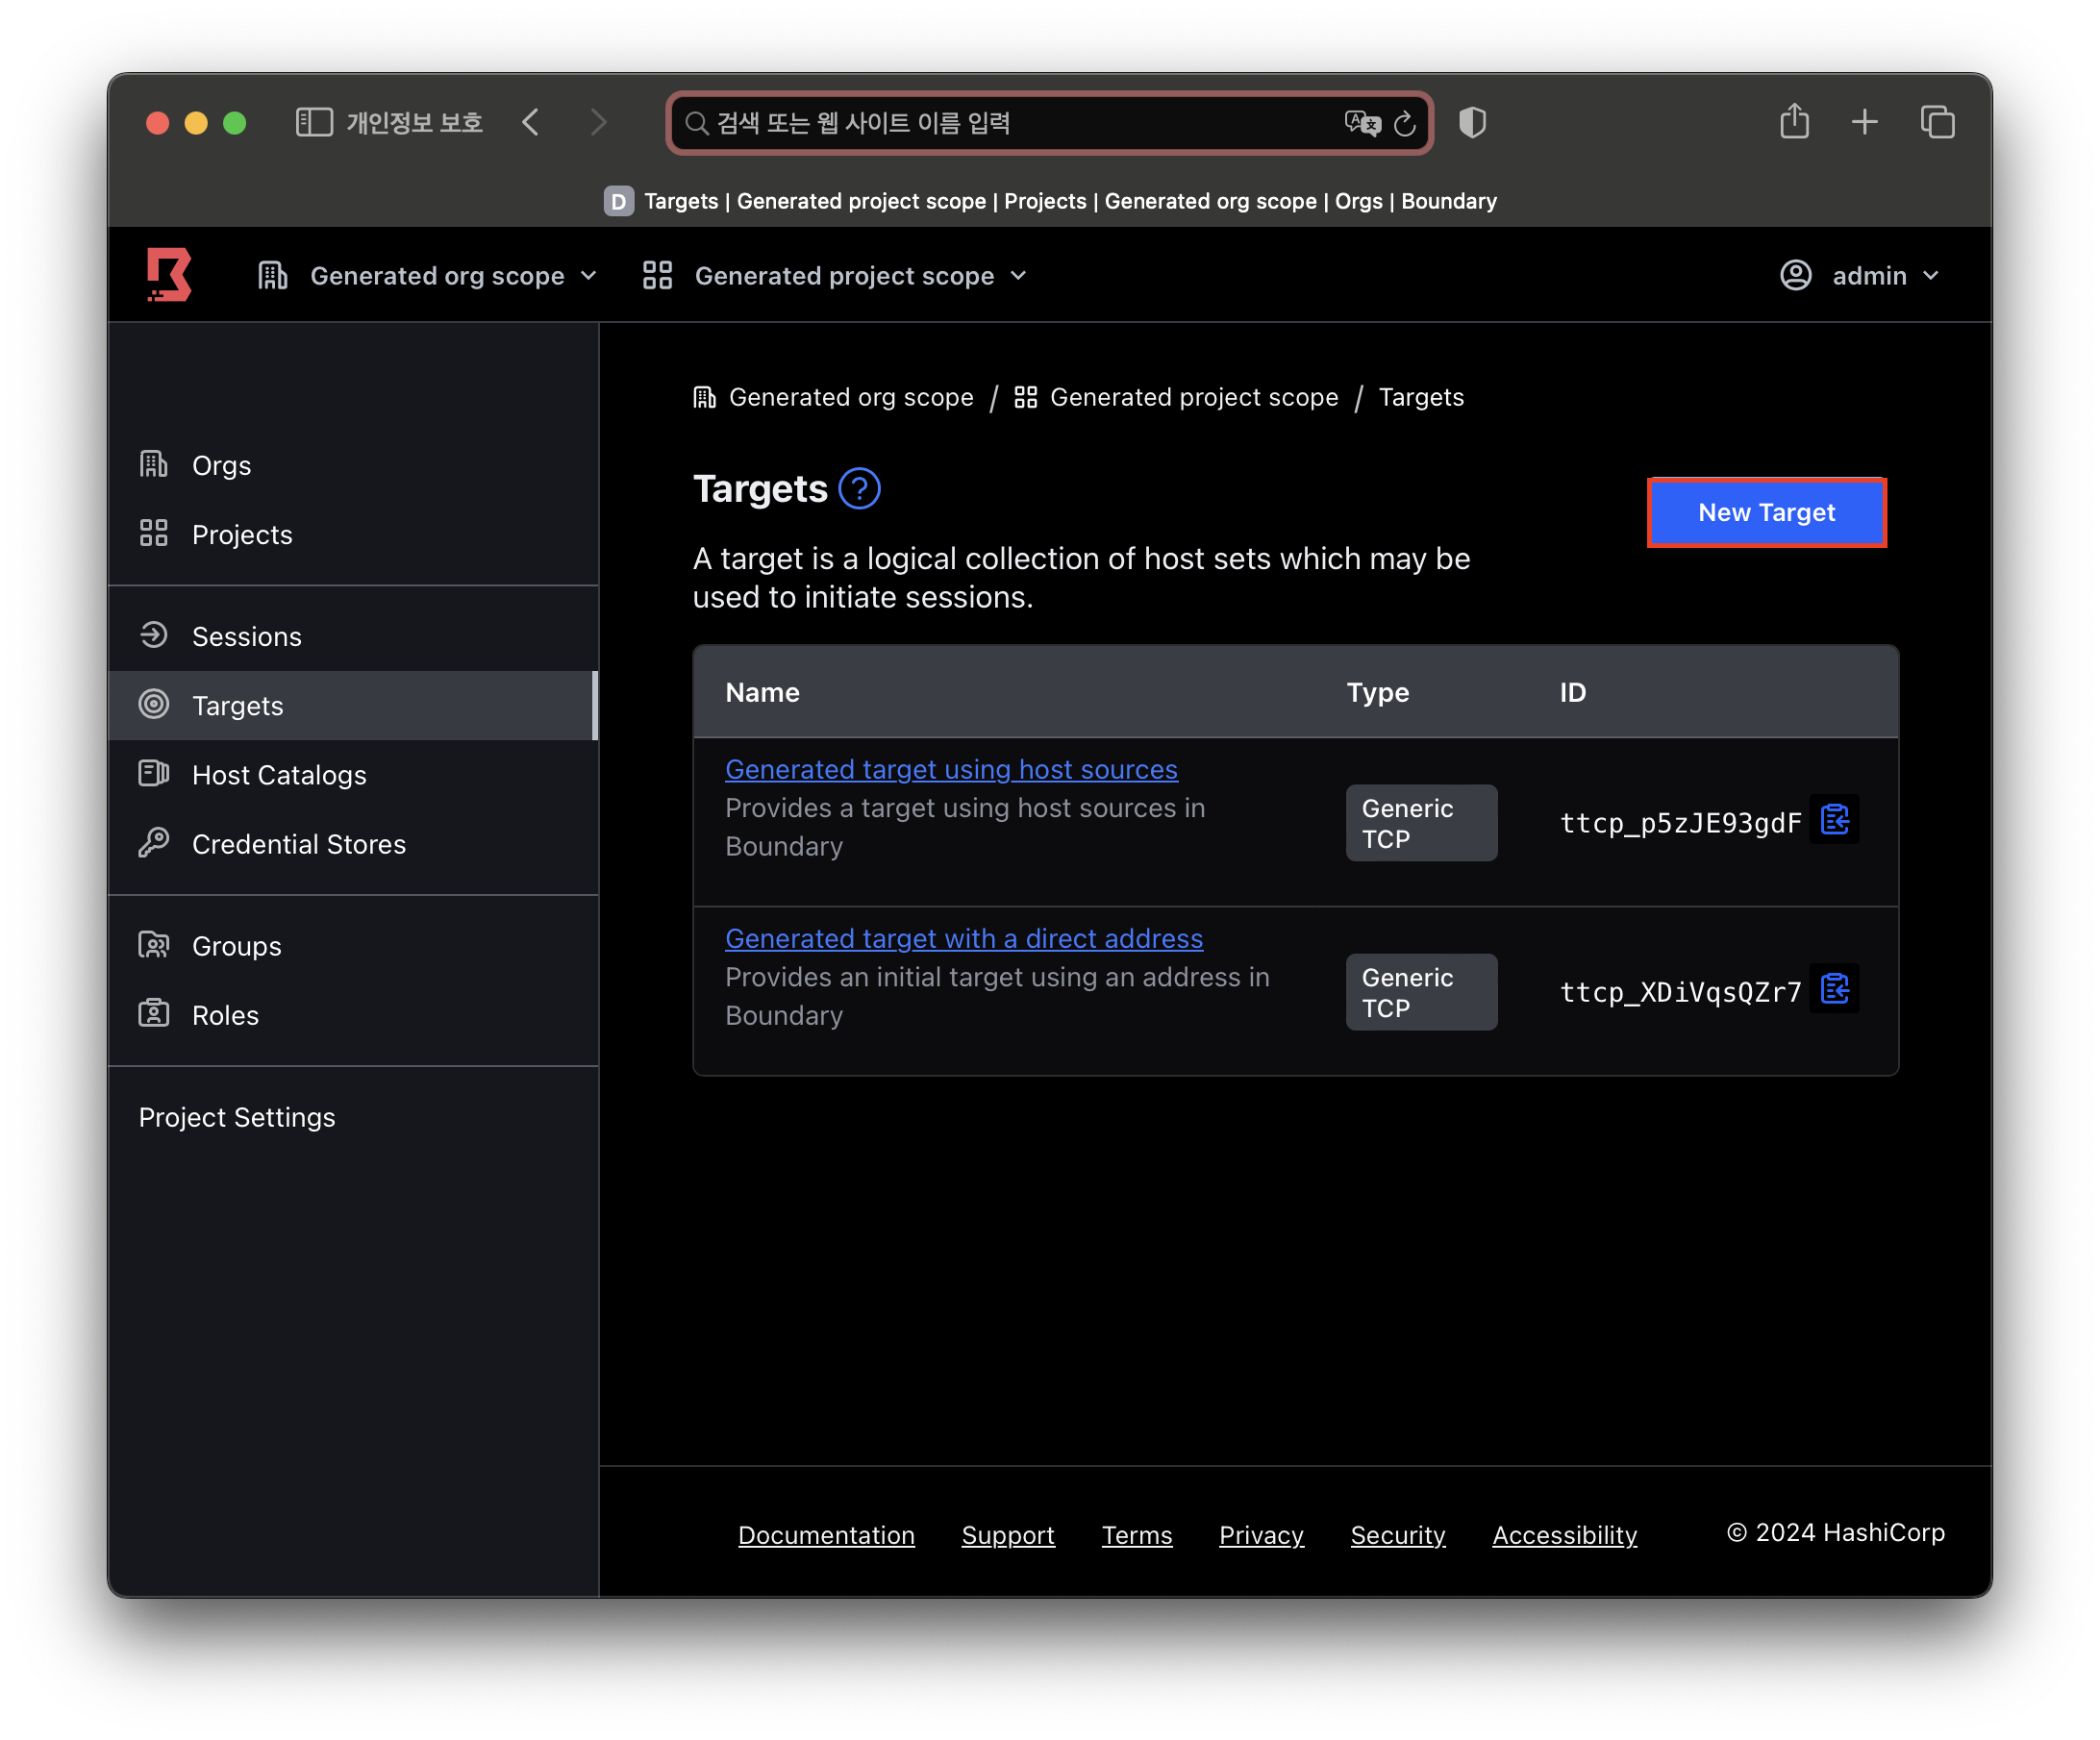 개인정보 보호
검색 또는 웹 사이트 이름 입력
D Targets | Generated project scope | Projects | Generated org scope | Orgs | Boundary
Generated org scope
Generated project scope
admin
Orgs
Projects
Sessions
Targets
Host Catalogs
Credential Stores
Groups
Roles
Project Settings
Generated org scope / Generated project scope / Targets
Targets ?
New Target
A target is a logical collection of host sets which may be
used to initiate sessions.
Name Type ID
Generated target using host sources
Provides a target using host sources in
Boundary
Generic
TCP
ttcp_p5zJE93gdF
Generated target with a direct address
Provides an initial target using an address in
Boundary
Generic
TCP
ttcp_XDiVqsQZr7
Documentation Support Terms Privacy Security Accessibility © 2024 HashiCorp